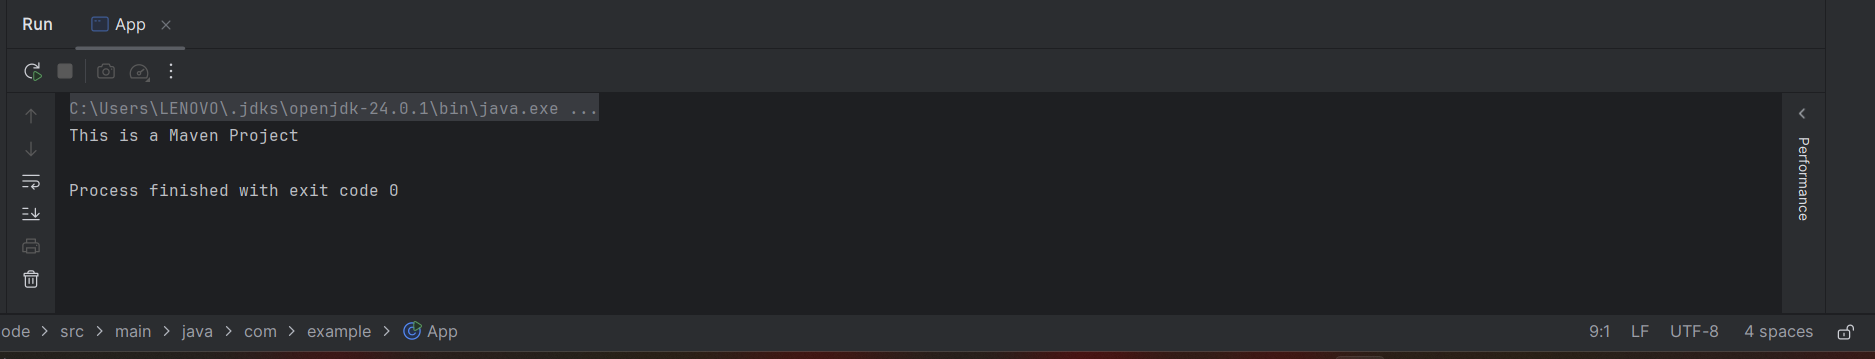 Run App
C:\Users\LENOVO\.jdks\openjdk-24.0.1\bin\java.exe ...
This is a Maven Project
Process finished with exit code 0
Performance
ode > src > main > java > com > example > App 9:1 LF UTF-8 4 spaces